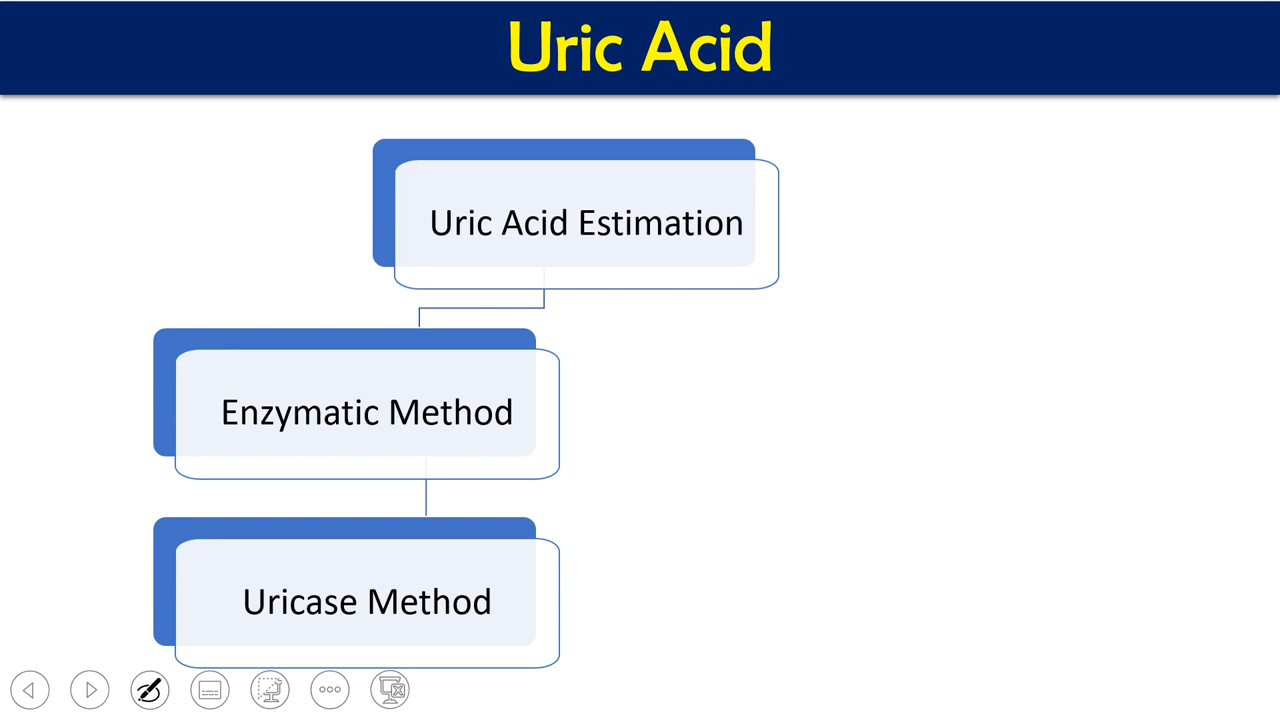 Uric Acid
Uric Acid Estimation
Enzymatic Method
Uricase Method